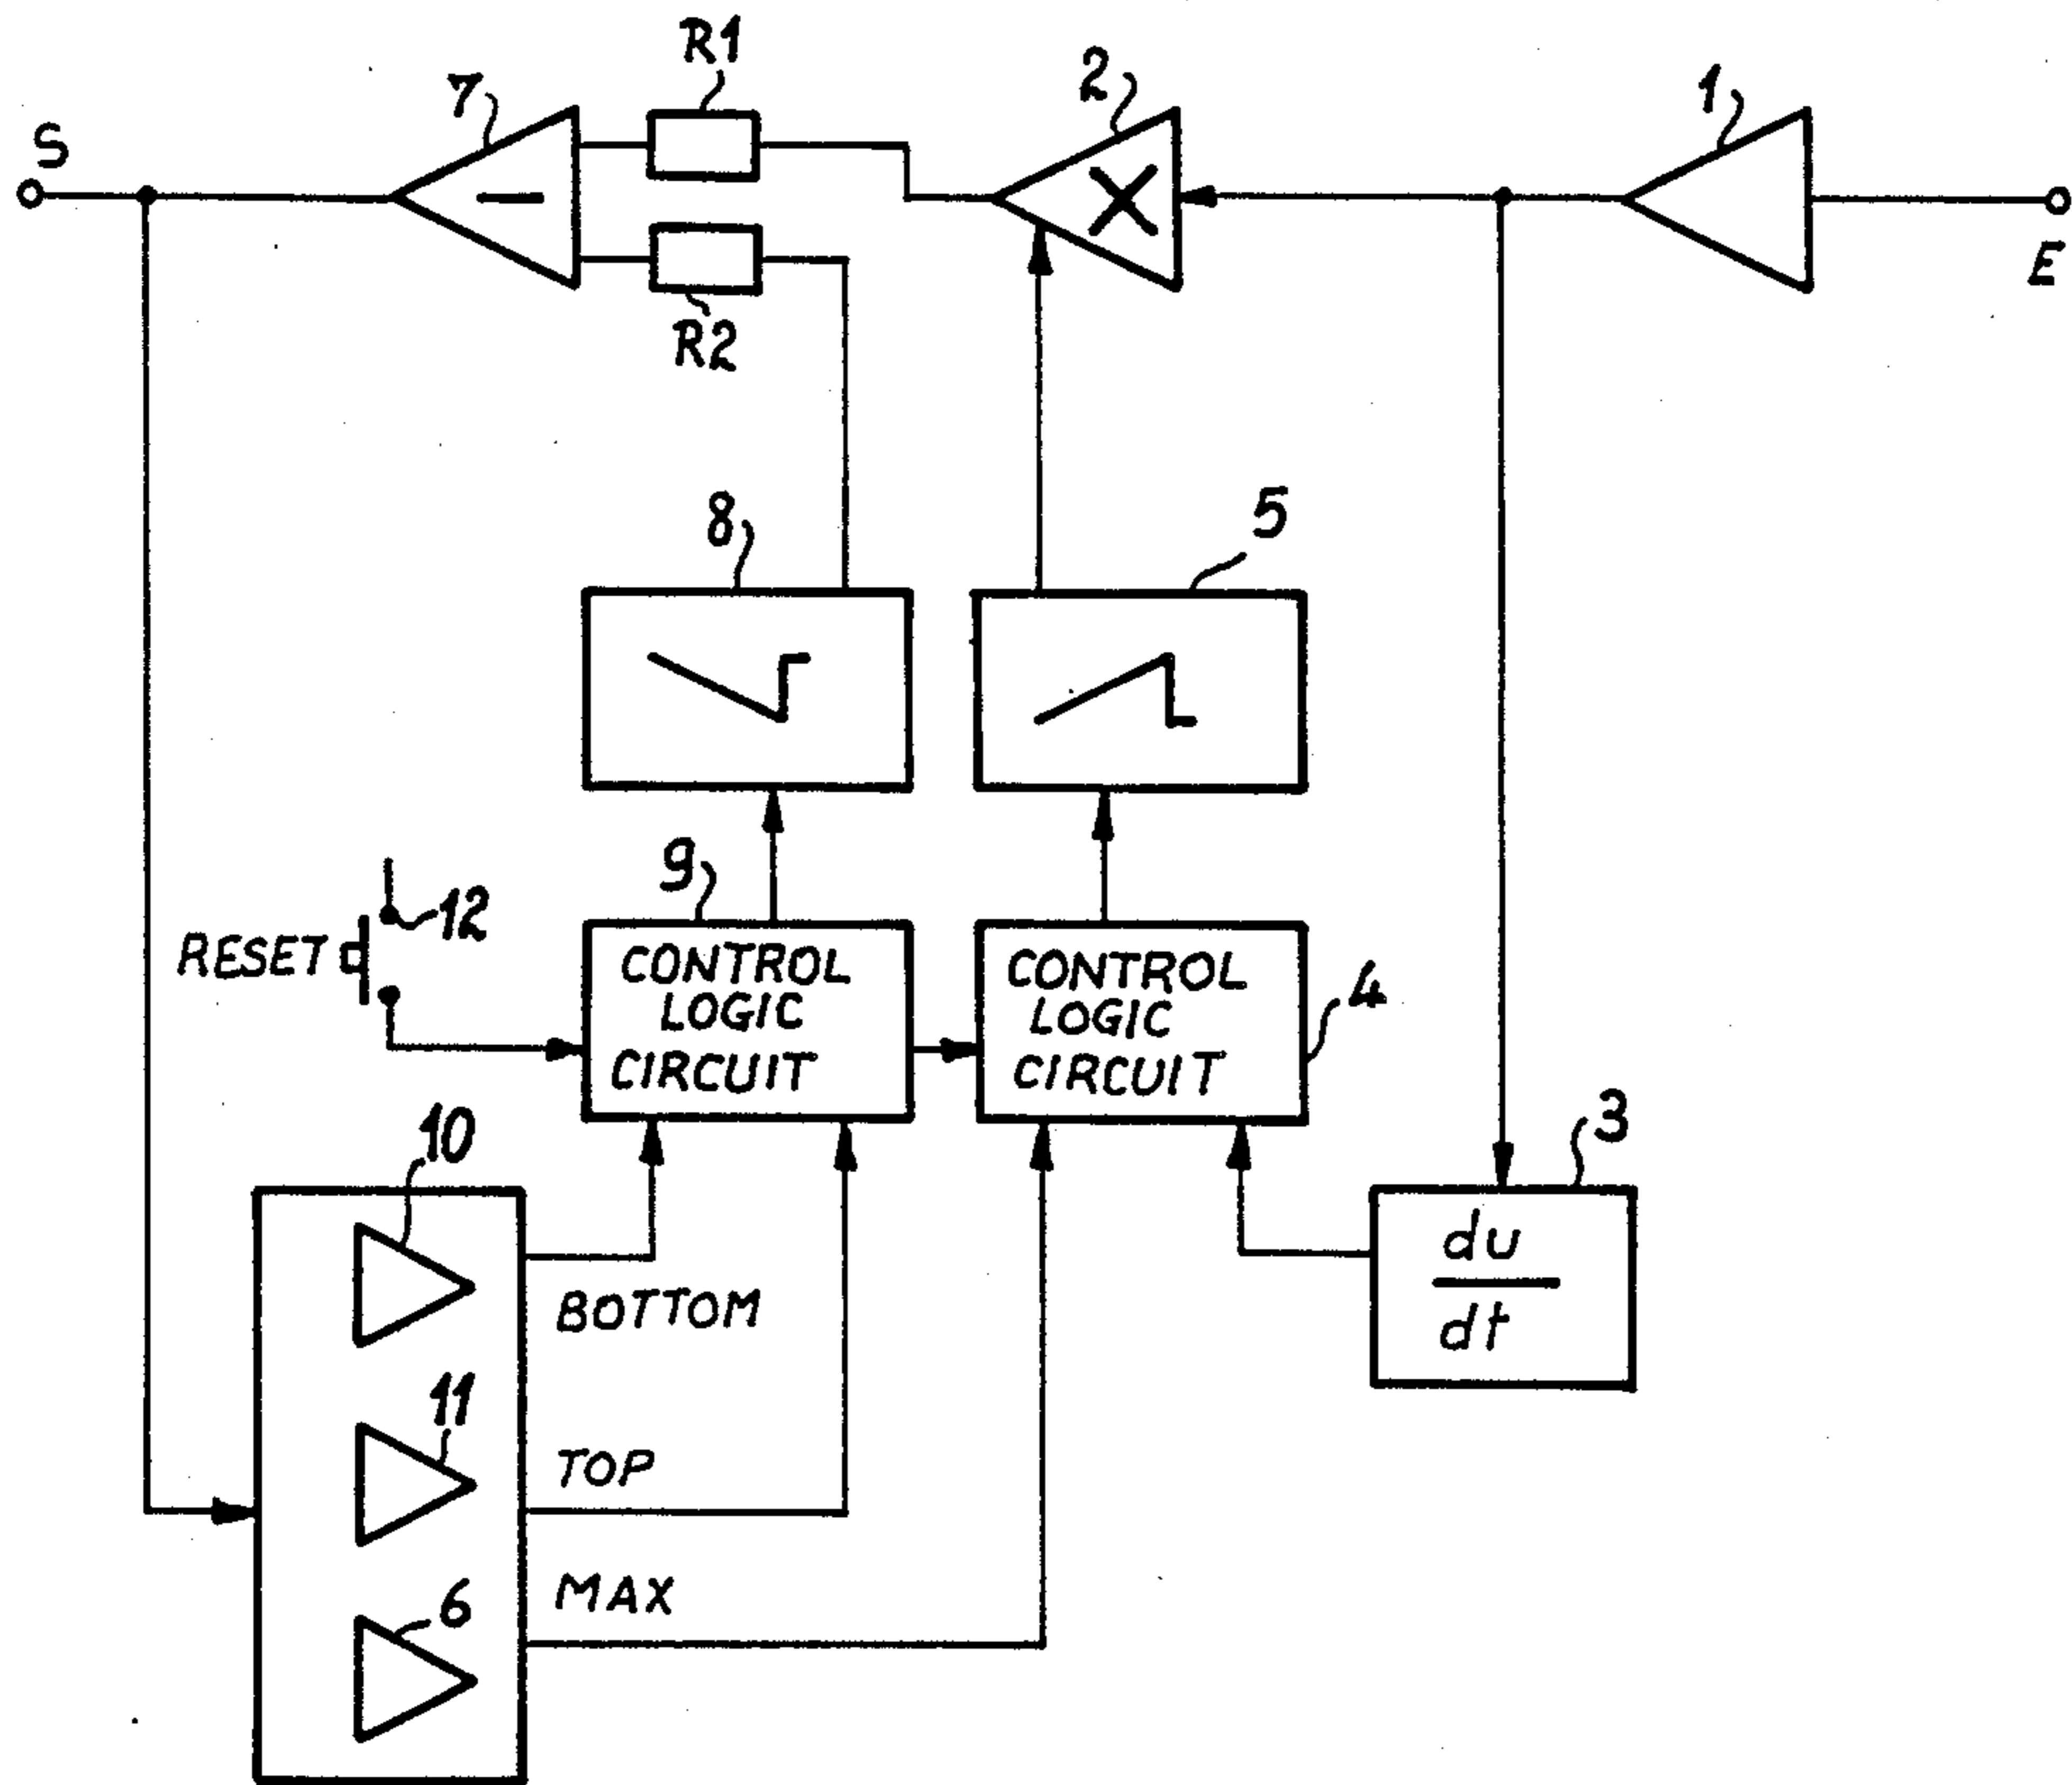 R1
2
1
7
S
E
R2
8
5
9
12
RESET
CONTROL
LOGIC
CIRCUIT
CONTROL
LOGIC
CIRCUIT
4
3
10
du
dt
BOTTOM
11
TOP
MAX
6